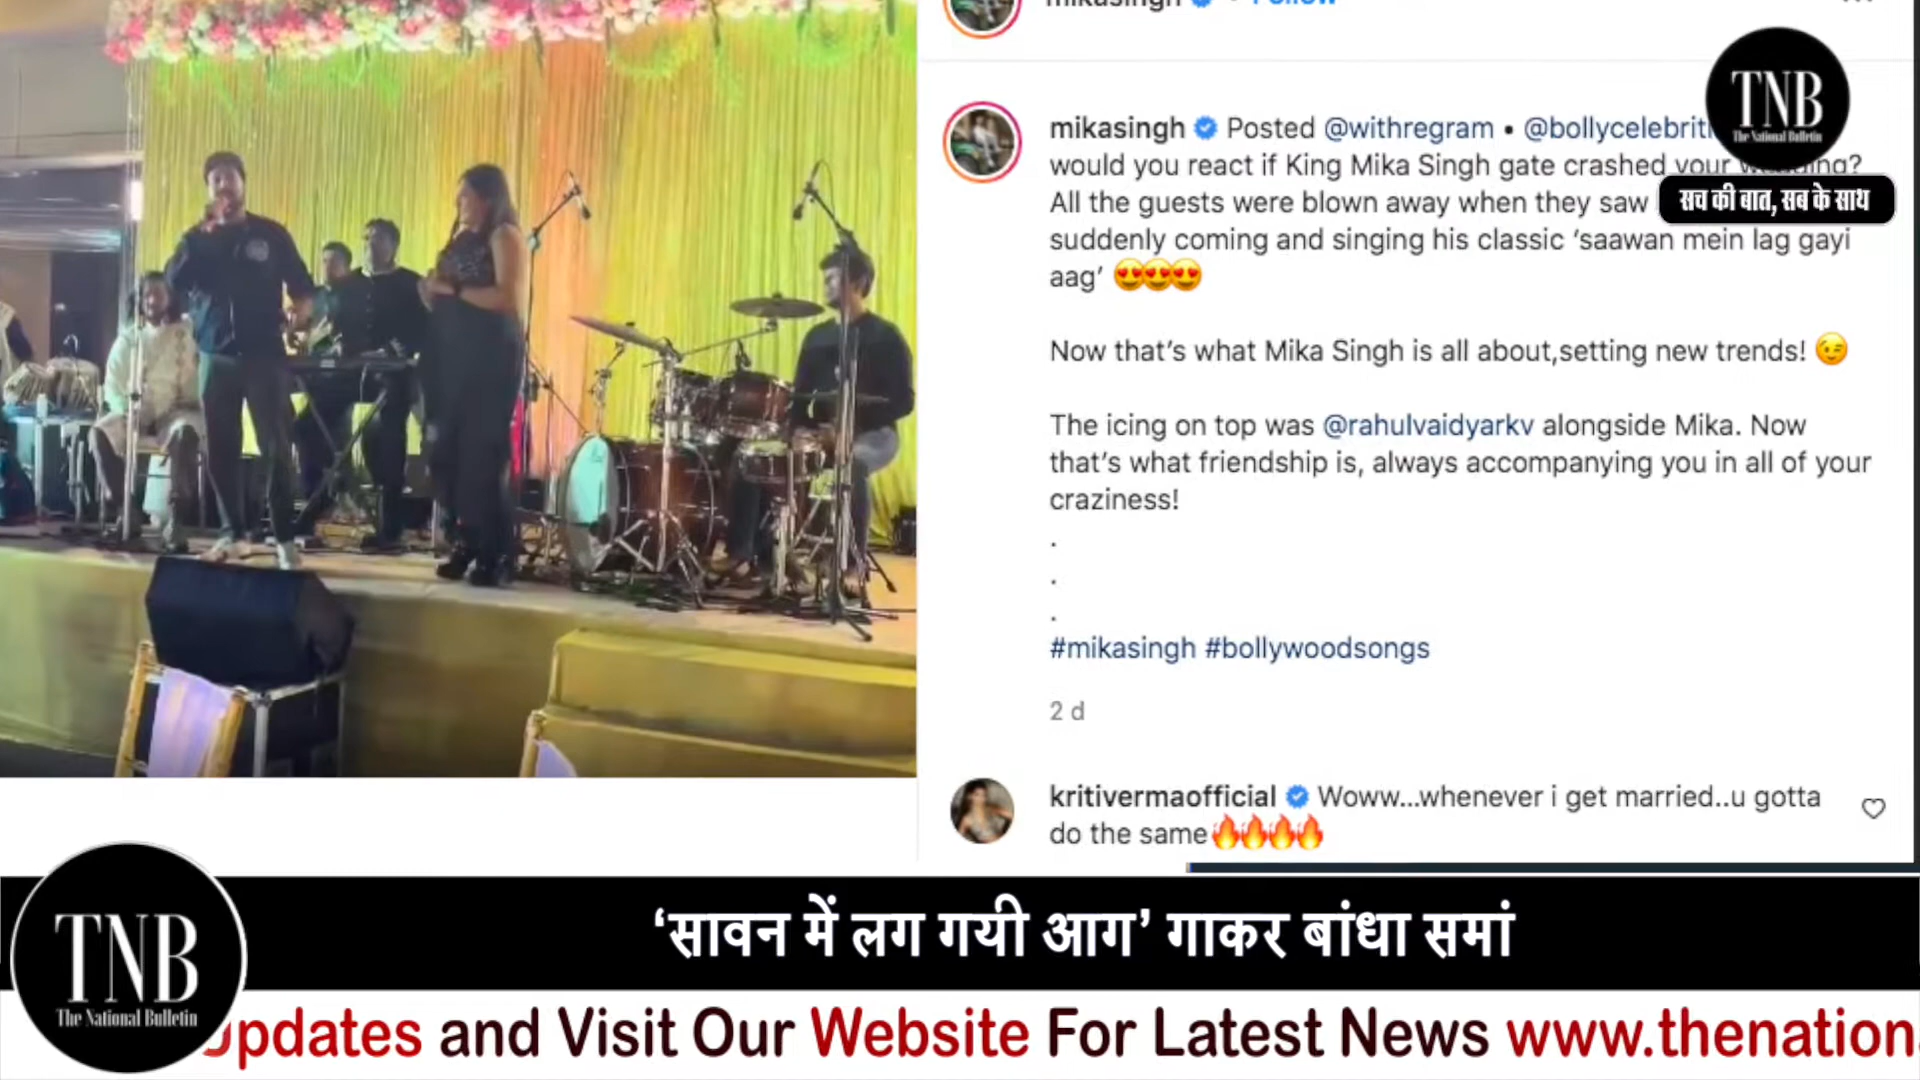 mikasingh • Follow
mikasingh Posted @withregram • @bollycelebriti
would you react if King Mika Singh gate crashed your wedding?
All the guests were blown away when they saw
suddenly coming and singing his classic ‘saawan mein lag gayi
aag’ 😍😍😍
Now that’s what Mika Singh is all about,setting new trends! 😉
The icing on top was @rahulvaidyarkv alongside Mika. Now
that’s what friendship is, always accompanying you in all of your
craziness!
.
.
.
#mikasingh #bollywoodsongs
2 d
kritivermaofficial Woww...whenever i get married..u gotta
do the same🔥🔥🔥🔥
TNB
The National Bulletin
सच की बात, सब के साथ
‘सावन में लग गयी आग’ गाकर बांधा समां
TNB
The National Bulletin
Updates and Visit Our Website For Latest News www.thenation